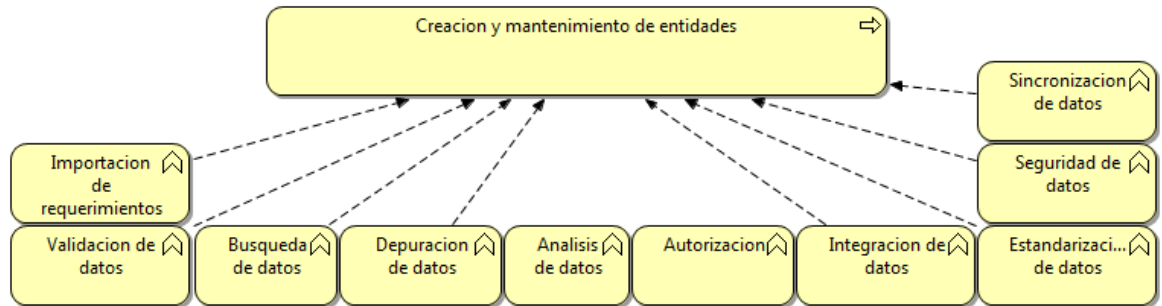 Creacion y mantenimiento de entidades
Sincronizacion
de datos
Importacion
de
requerimientos
Seguridad de
datos
Validacion de
datos
Busqueda
de datos
Depuracion
de datos
Analisis
de datos
Autorizacion
Integracion de
datos
Estandarizaci...
de datos